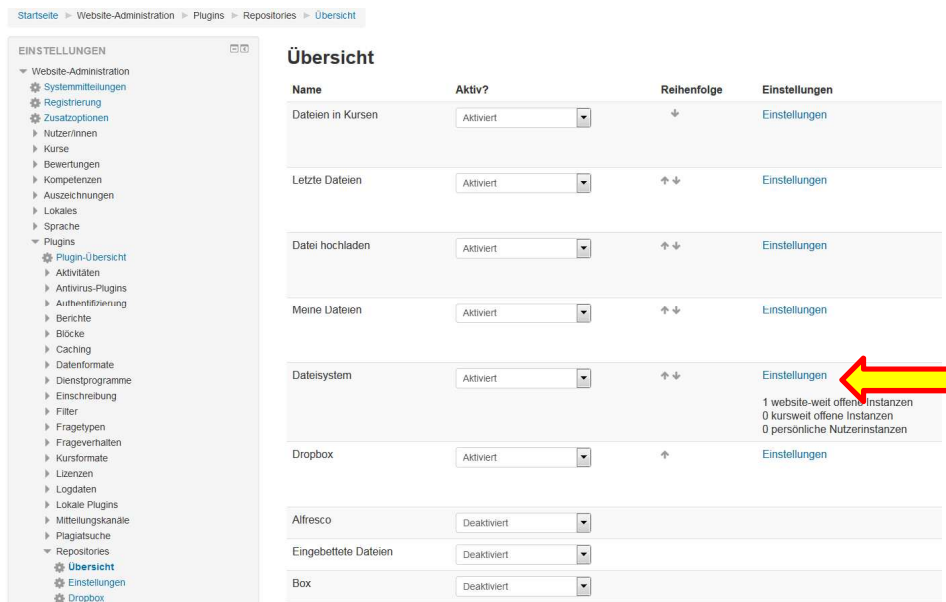 Startseite ► Website-Administration ► Plugins ► Repositories ► Übersicht
EINSTELLUNGEN
Website-Administration
Systemmitteilungen
Registrierung
Zusatzoptionen
Nutzer/innen
Kurse
Bewertungen
Kompetenzen
Auszeichnungen
Lokales
Sprache
Plugins
Plugin-Übersicht
Aktivitäten
Antivirus-Plugins
Authentifizierung
Berichte
Blöcke
Caching
Datenformate
Dienstprogramme
Einschreibung
Filter
Fragetypen
Frageverhalten
Kursformate
Lizenzen
Logdaten
Lokale Plugins
Mitteilungskanäle
Plagiatsuche
Repositories
Übersicht
Einstellungen
Dropbox
Übersicht
Name Aktiv? Reihenfolge Einstellungen
Dateien in Kursen Aktiviert Einstellungen
Letzte Dateien Aktiviert Einstellungen
Datei hochladen Aktiviert Einstellungen
Meine Dateien Aktiviert Einstellungen
Dateisystem Aktiviert Einstellungen
1 website-weit offene Instanzen
0 kursweit offene Instanzen
0 persönliche Nutzerinstanzen
Dropbox Aktiviert Einstellungen
Alfresco Deaktiviert
Eingebettete Dateien Deaktiviert
Box Deaktiviert